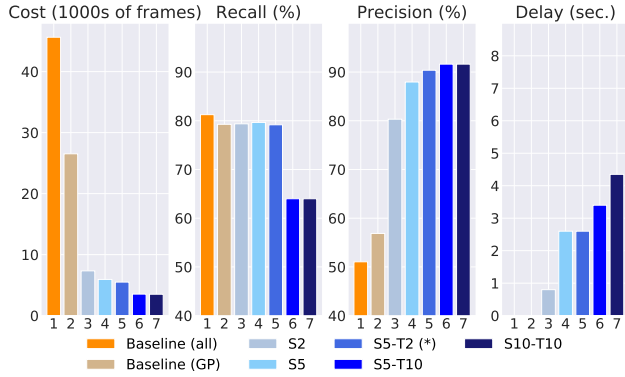 Cost (1000s of frames) Recall (%) Precision (%) Delay (sec.)
40 90 90 8
7
30 80 80 6
5
20 70 70 4
60 60 3
10 50 50 2
1
0 40 40 0
1 2 3 4 5 6 7 1 2 3 4 5 6 7 1 2 3 4 5 6 7 1 2 3 4 5 6 7
Baseline (all) S2 S5-T2 (*) S10-T10
Baseline (GP) S5 S5-T10